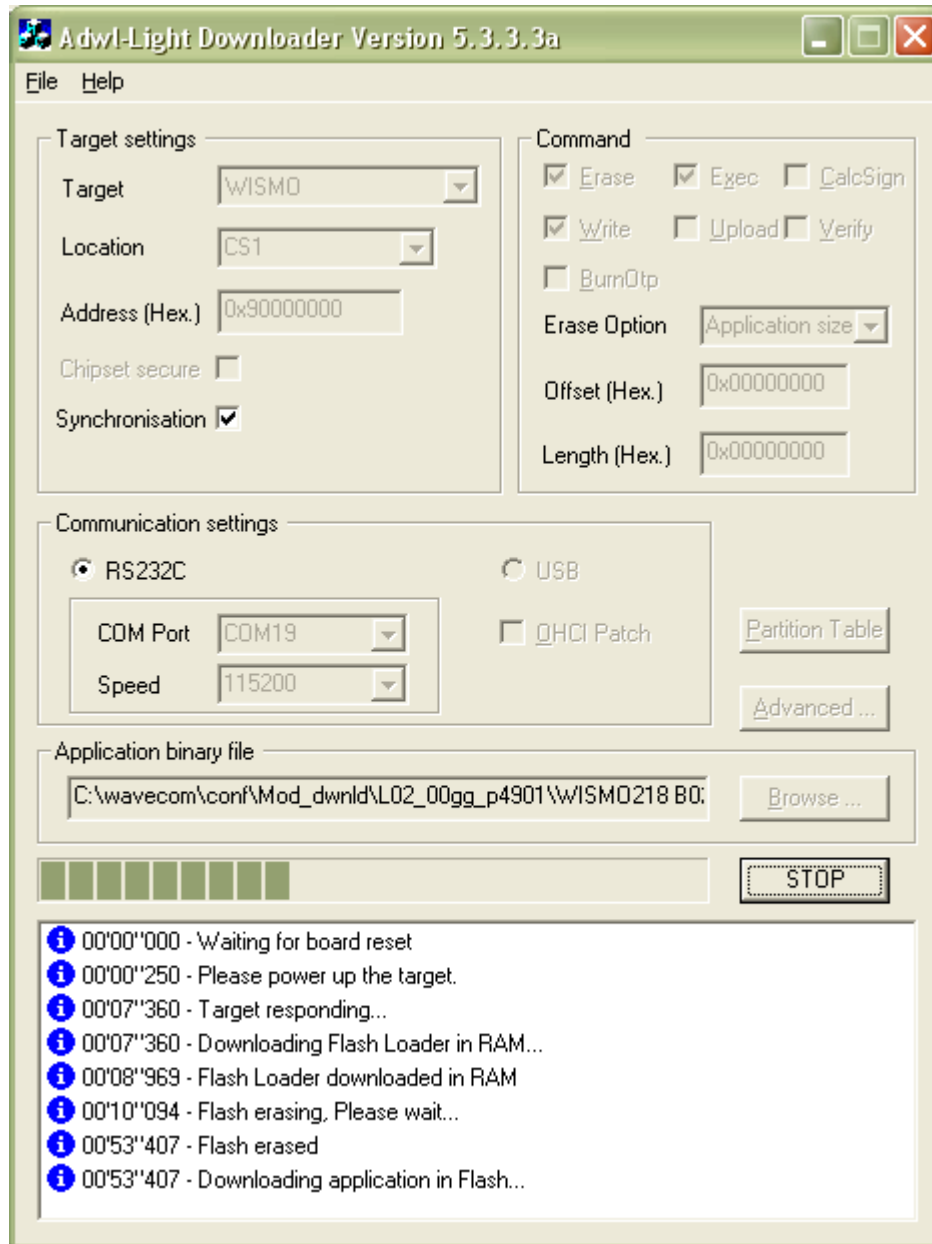 Adwl-Light Downloader Version 5.3.3.3a
File Help
Target settings
Target WISMO
Location CS1
Address (Hex.) 0x90000000
Chipset secure
Synchronisation
Command
Erase Exec CalcSign
Write Upload Verify
BurnOtp
Erase Option Application size
Offset (Hex.) 0x00000000
Length (Hex.) 0x00000000
Communication settings
RS232C USB
COM Port COM19 OHCI Patch
Speed 115200
Partition Table
Advanced ...
Application binary file
C:\wavecom\conf\Mod_dwnld\L02_00gg_p4901\WISMO218 B02 Browse ...
STOP
00'00"000 - Waiting for board reset
00'00"250 - Please power up the target.
00'07"360 - Target responding...
00'07"360 - Downloading Flash Loader in RAM...
00'08"969 - Flash Loader downloaded in RAM
00'10"094 - Flash erasing, Please wait...
00'53"407 - Flash erased
00'53"407 - Downloading application in Flash...